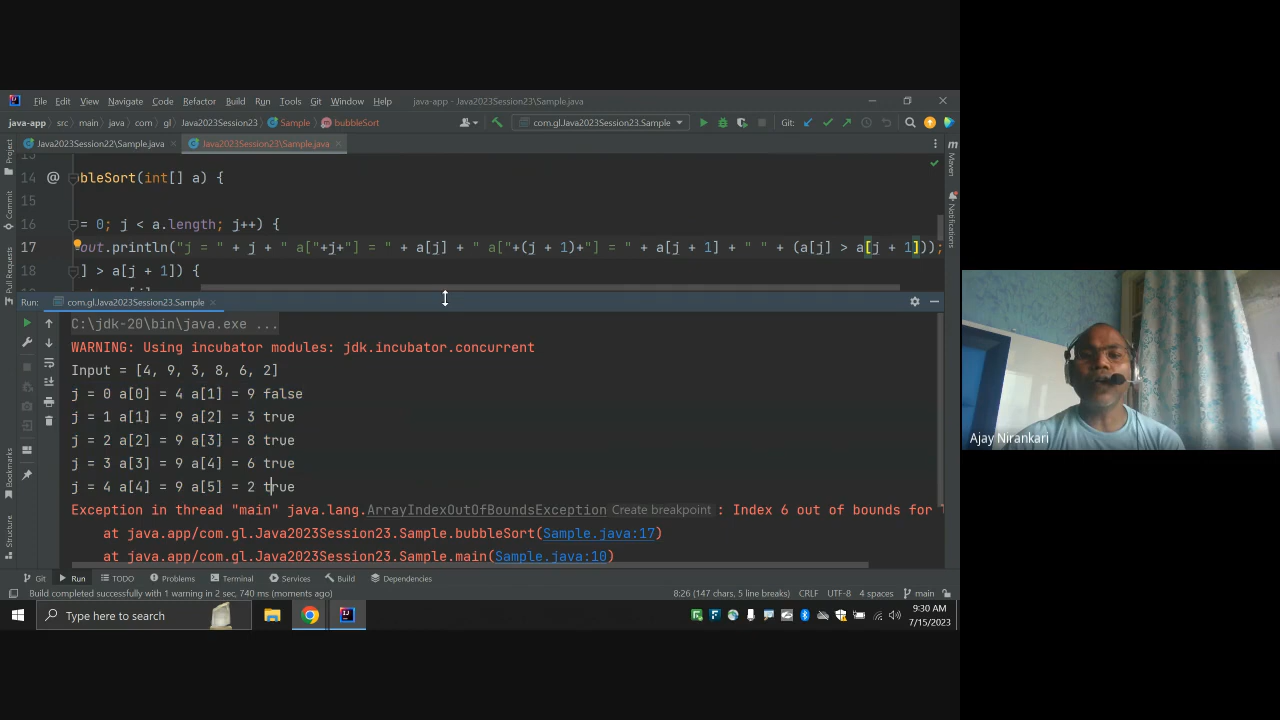 File Edit View Navigate Code Refactor Build Run Tools Git Window Help java-app - Java2023Session23\Sample.java
java-app src main java com gl Java2023Session23 Sample bubbleSort com.gl.Java2023Session23.Sample Git:
Java2023Session22\Sample.java Java2023Session23\Sample.java
14 @ bleSort(int[] a) {
15
16 = 0; j < a.length; j++) {
17 out.println("j = " + j + " a["+j+"] = " + a[j] + " a["+(j + 1)+"] = " + a[j + 1] + " " + (a[j] > a[j + 1]));
18 ] > a[j + 1]) {
Project
Commit
Pull Requests
Bookmarks
Structure
Maven
Notifications
Run: com.gl.Java2023Session23.Sample
C:\jdk-20\bin\java.exe ...
WARNING: Using incubator modules: jdk.incubator.concurrent
Input = [4, 9, 3, 8, 6, 2]
j = 0 a[0] = 4 a[1] = 9 false
j = 1 a[1] = 9 a[2] = 3 true
j = 2 a[2] = 9 a[3] = 8 true
j = 3 a[3] = 9 a[4] = 6 true
j = 4 a[4] = 9 a[5] = 2 true
Exception in thread "main" java.lang.ArrayIndexOutOfBoundsException Create breakpoint : Index 6 out of bounds for
at java.app/com.gl.Java2023Session23.Sample.bubbleSort(Sample.java:17)
at java.app/com.gl.Java2023Session23.Sample.main(Sample.java:10)
Git Run TODO Problems Terminal Services Build Dependencies
Build completed successfully with 1 warning in 2 sec, 740 ms (moments ago) 8:26 (147 chars, 5 line breaks) CRLF UTF-8 4 spaces main
Type here to search
9:30 AM
7/15/2023
Ajay Nirankari